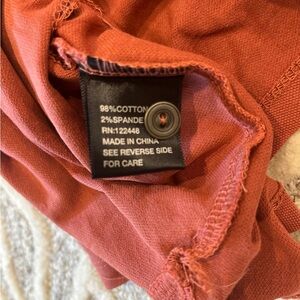 98%COTTON
2%SPANDE
RN:122448
MADE IN CHINA
SEE REVERSE SIDE
FOR CARE